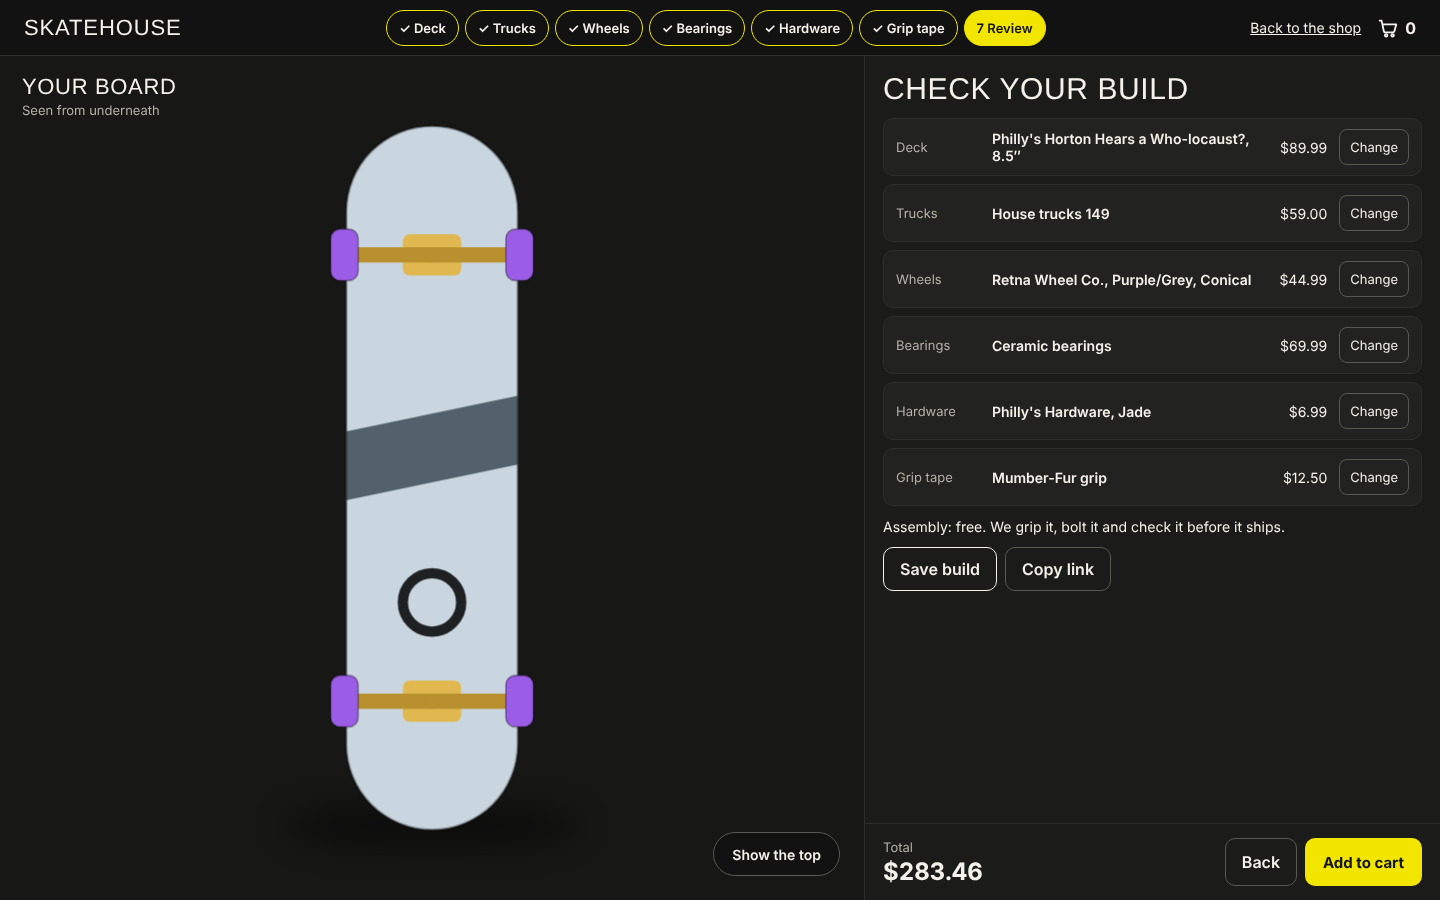 SKATEHOUSE
✓ Deck
✓ Trucks
✓ Wheels
✓ Bearings
✓ Hardware
✓ Grip tape
7 Review
Back to the shop
0
YOUR BOARD
Seen from underneath
Show the top
CHECK YOUR BUILD
Deck
Philly's Horton Hears a Who-locaust?,
8.5″
$89.99
Change
Trucks
House trucks 149
$59.00
Change
Wheels
Retna Wheel Co., Purple/Grey, Conical
$44.99
Change
Bearings
Ceramic bearings
$69.99
Change
Hardware
Philly's Hardware, Jade
$6.99
Change
Grip tape
Mumber-Fur grip
$12.50
Change
Assembly: free. We grip it, bolt it and check it before it ships.
Save build
Copy link
Total
$283.46
Back
Add to cart